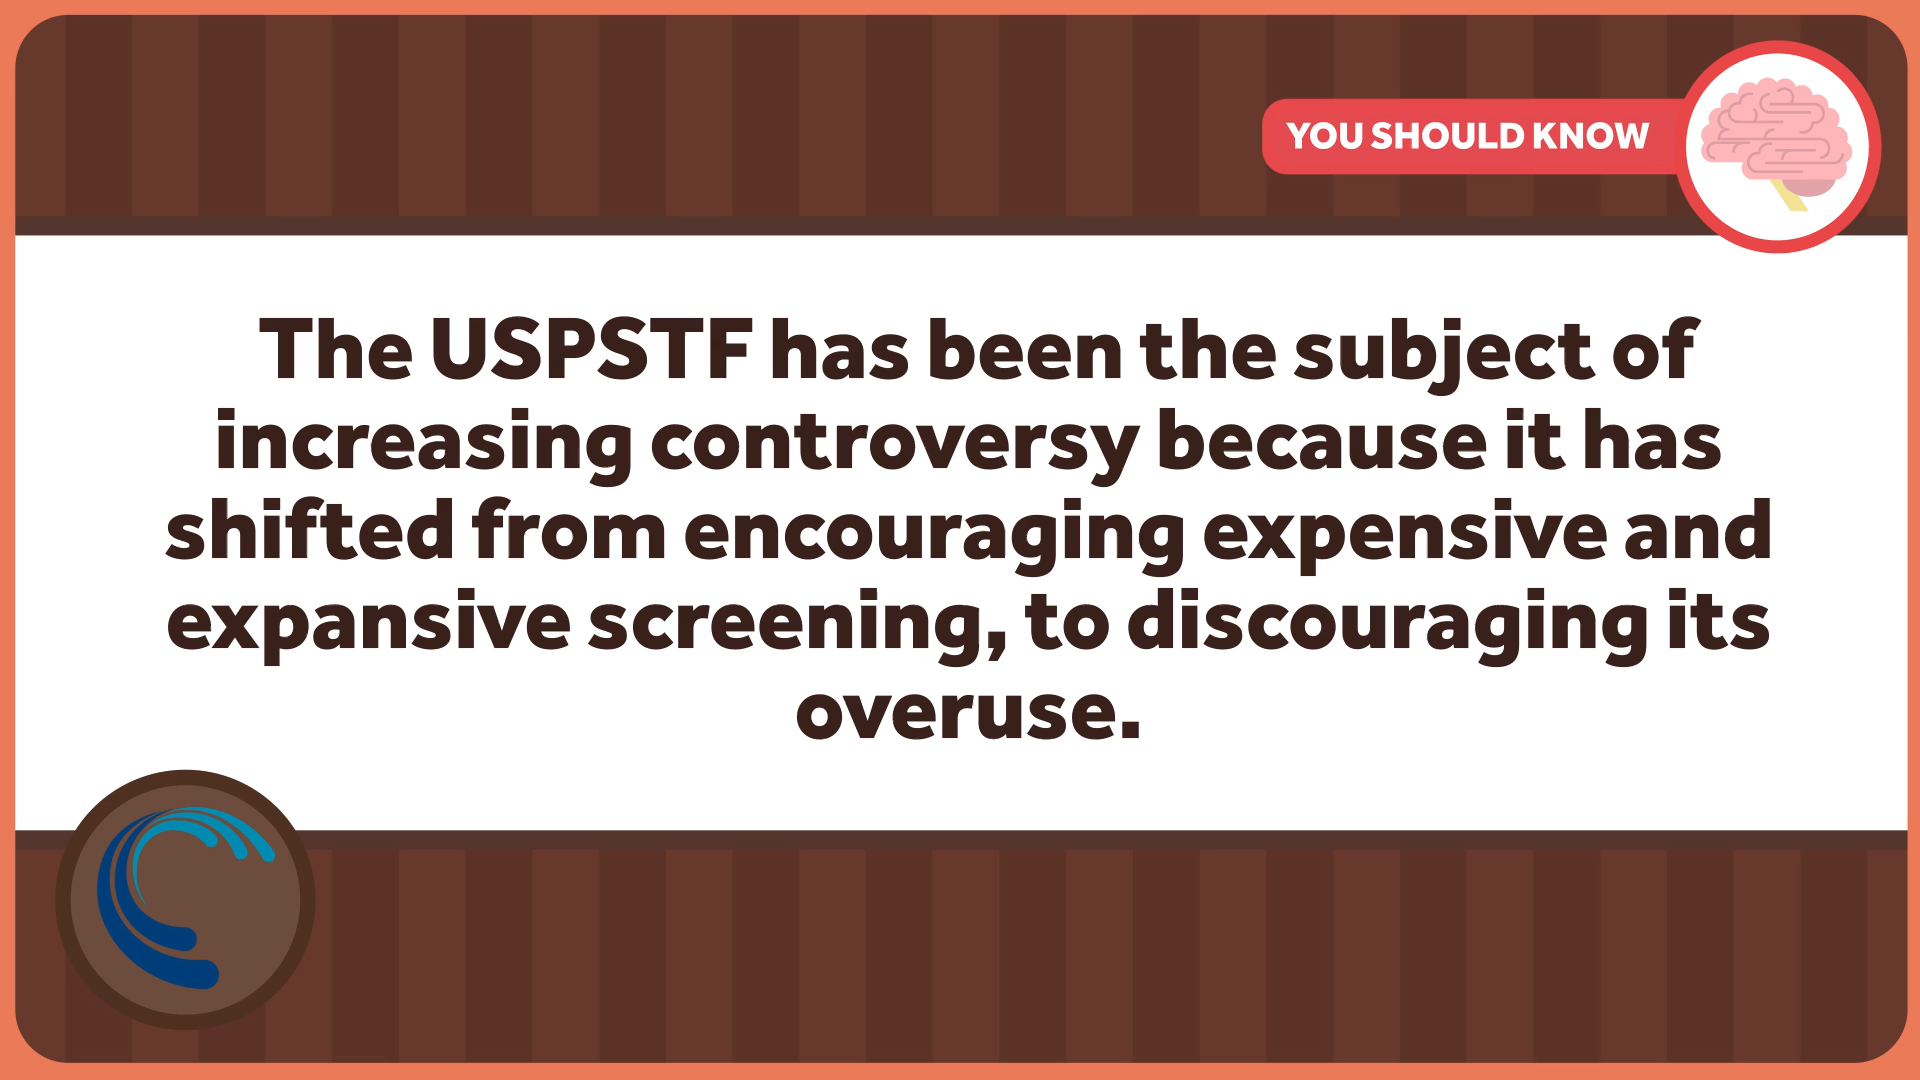 YOU SHOULD KNOW
The USPSTF has been the subject of
increasing controversy because it has
shifted from encouraging expensive and
expansive screening, to discouraging its
overuse.